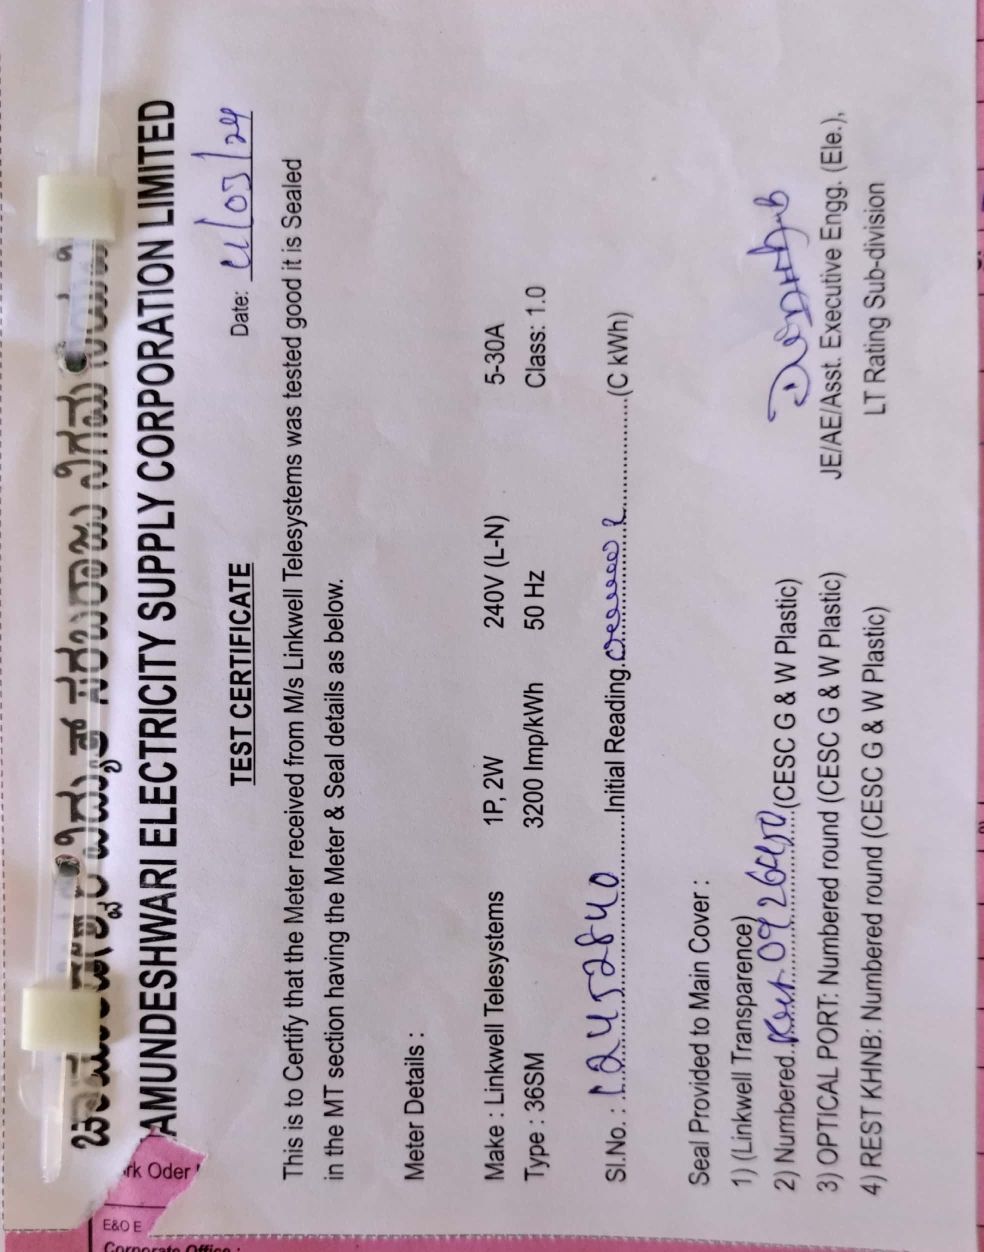 AMUNDESHWARI ELECTRICITY SUPPLY CORPORATION LIMITED
Date: 11/03/24
TEST CERTIFICATE
This is to Certify that the Meter received from M/s Linkwell Telesystems was tested good it is Sealed
in the MT section having the Meter & Seal details as below.
Meter Details :
Make : Linkwell Telesystems 1P, 2W 240V (L-N) 5-30A
Type : 36SM 3200 Imp/kWh 50 Hz Class: 1.0
Sl.No. : Initial Reading (C kWh)
Seal Provided to Main Cover :
1) (Linkwell Transparence)
2) Numbered (CESC G & W Plastic)
3) OPTICAL PORT: Numbered round (CESC G & W Plastic)
4) REST KHNB: Numbered round (CESC G & W Plastic)
JE/AE/Asst. Executive Engg. (Ele.),
LT Rating Sub-division
rk Oder
E&O E
Corporate Office :